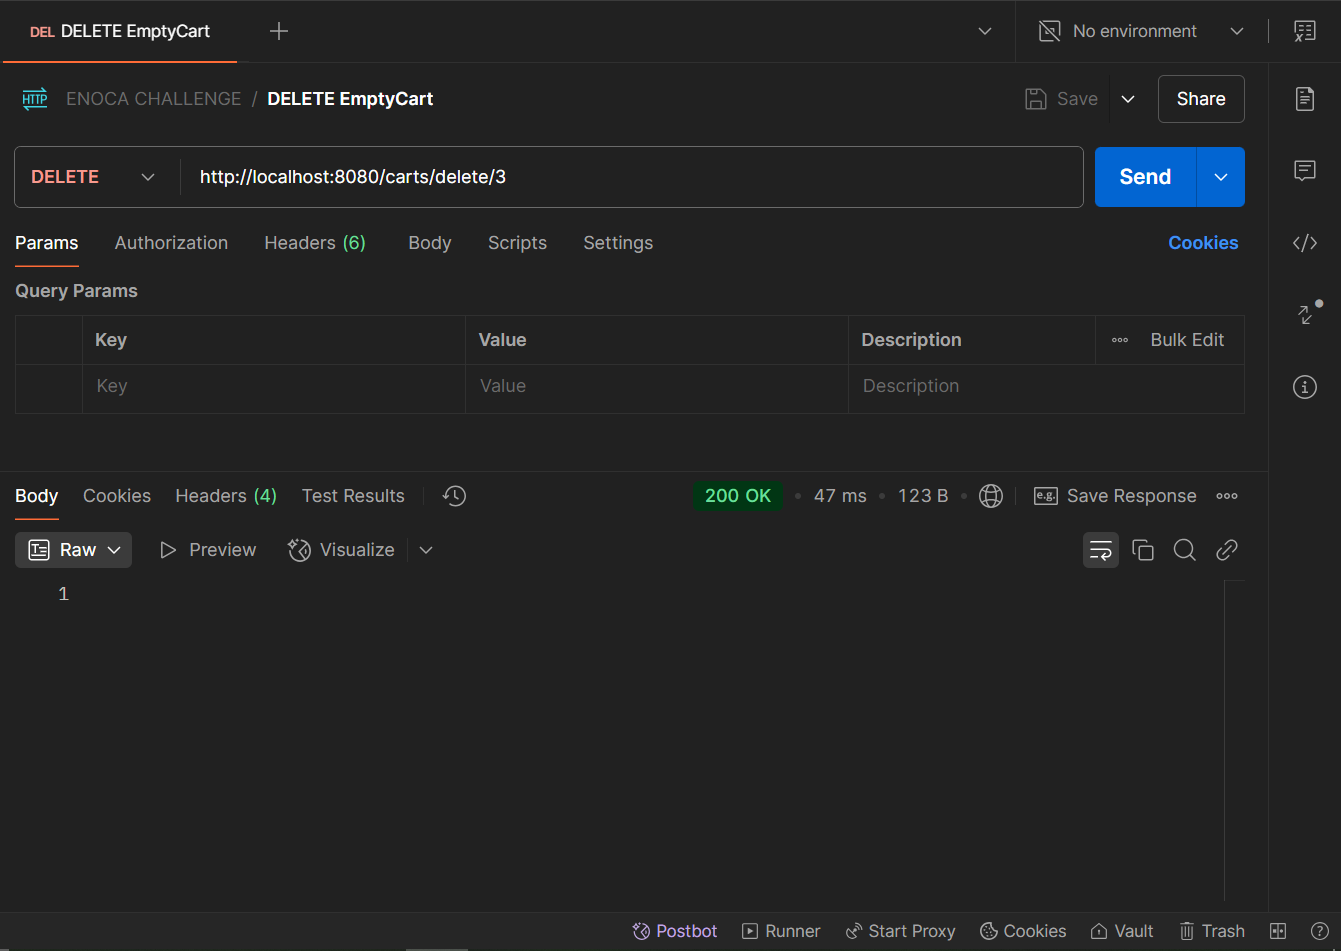 DEL DELETE EmptyCart
No environment
HTTP ENOCA CHALLENGE / DELETE EmptyCart
Save
Share
DELETE
http://localhost:8080/carts/delete/3
Send
Params Authorization Headers (6) Body Scripts Settings
Cookies
Query Params
Key Value Description
Bulk Edit
Key Value Description
Body Cookies Headers (4) Test Results
200 OK • 47 ms • 123 B •
e.g. Save Response
Raw Preview Visualize
1
Postbot Runner Start Proxy Cookies Vault Trash